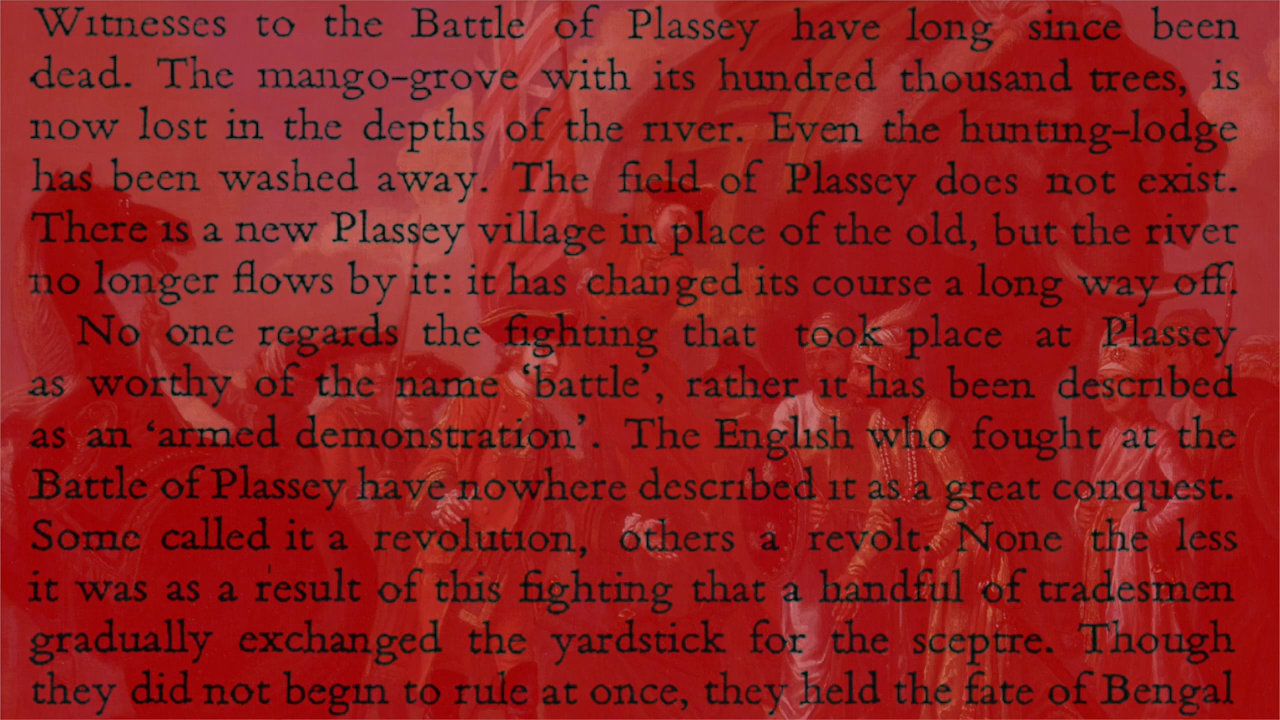 Witnesses to the Battle of Plassey have long since been
dead. The mango-grove with its hundred thousand trees, is
now lost in the depths of the river. Even the hunting-lodge
has been washed away. The field of Plassey does not exist.
There is a new Plassey village in place of the old, but the river
no longer flows by it: it has changed its course a long way off.
No one regards the fighting that took place at Plassey
as worthy of the name ‘battle’, rather it has been described
as an ‘armed demonstration’. The English who fought at the
Battle of Plassey have nowhere described it as a great conquest.
Some called it a revolution, others a revolt. None the less
it was as a result of this fighting that a handful of tradesmen
gradually exchanged the yardstick for the sceptre. Though
they did not begin to rule at once, they held the fate of Bengal